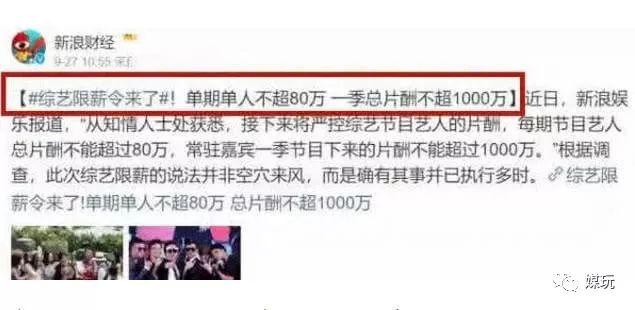 新浪财经
9-27 10:55 来自
【#综艺限薪令来了#！单期单人不超80万 一季总片酬不超1000万】近日，新浪娱
乐报道，“从知情人士处获悉，接下来将严控综艺节目艺人的片酬，每期节目艺人
总片酬不能超过80万，常驻嘉宾一季节目下来的片酬不能超过1000万。”根据调
查，此次综艺限薪的说法并非空穴来风，而是确有其事并已执行多时。综艺限
薪令来了!单期单人不超80万 总片酬不超1000万
媒玩